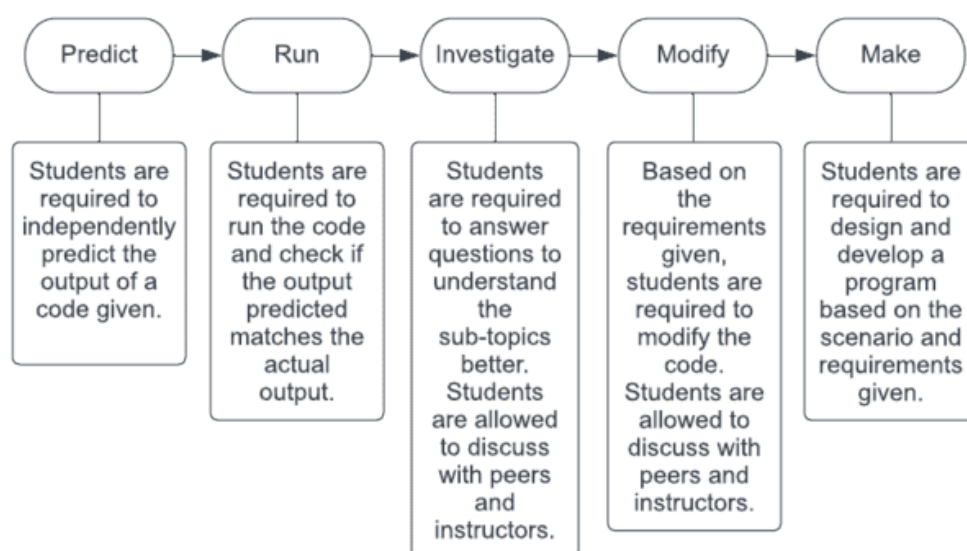 Predict
Run
Investigate
Modify
Make
Students are
required to
independently
predict the
output of a
code given.
Students are
required to
run the code
and check if
the output
predicted
matches the
actual
output.
Students
are required
to answer
questions to
understand
the
sub-topics
better.
Students
are allowed
to discuss
with peers
and
instructors.
Based on
the
requirements
given,
students are
required to
modify the
code.
Students are
allowed to
discuss with
peers and
instructors.
Students are
required to
design and
develop a
program
based on the
scenario and
requirements
given.